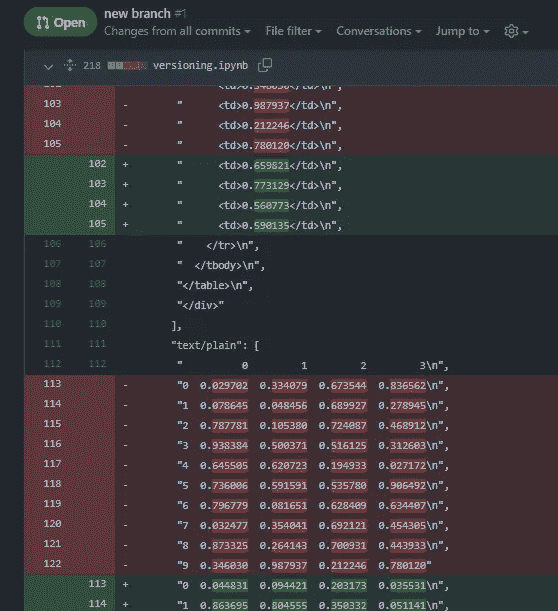 Open new branch #1
Changes from all commits File filter Conversations Jump to
218 versioning.ipynb
103 - " <td>0.987937</td>\n",
104 - " <td>0.212246</td>\n",
105 - " <td>0.780120</td>\n",
102 + " <td>0.659821</td>\n",
103 + " <td>0.773129</td>\n",
104 + " <td>0.560773</td>\n",
105 + " <td>0.590135</td>\n",
106 106 " </tr>\n",
107 107 " </tbody>\n",
108 108 "</table>\n",
109 109 "</div>"
110 110 ],
111 111 "text/plain": [
112 112 " 0 1 2 3\n",
113 - "0 0.029702 0.334079 0.673544 0.836562\n",
114 - "1 0.078645 0.048456 0.689927 0.278945\n",
115 - "2 0.787781 0.105380 0.724087 0.468912\n",
116 - "3 0.938384 0.500371 0.516125 0.312603\n",
117 - "4 0.645505 0.620723 0.194933 0.027172\n",
118 - "5 0.736006 0.591591 0.535780 0.906492\n",
119 - "6 0.796779 0.081651 0.628409 0.634407\n",
120 - "7 0.032477 0.354041 0.692121 0.454305\n",
121 - "8 0.873325 0.264143 0.700931 0.443933\n",
122 - "9 0.346030 0.987937 0.212246 0.780120"
113 + "0 0.044831 0.094421 0.203173 0.035531\n",
114 + "1 0.863695 0.804555 0.350332 0.051141\n",